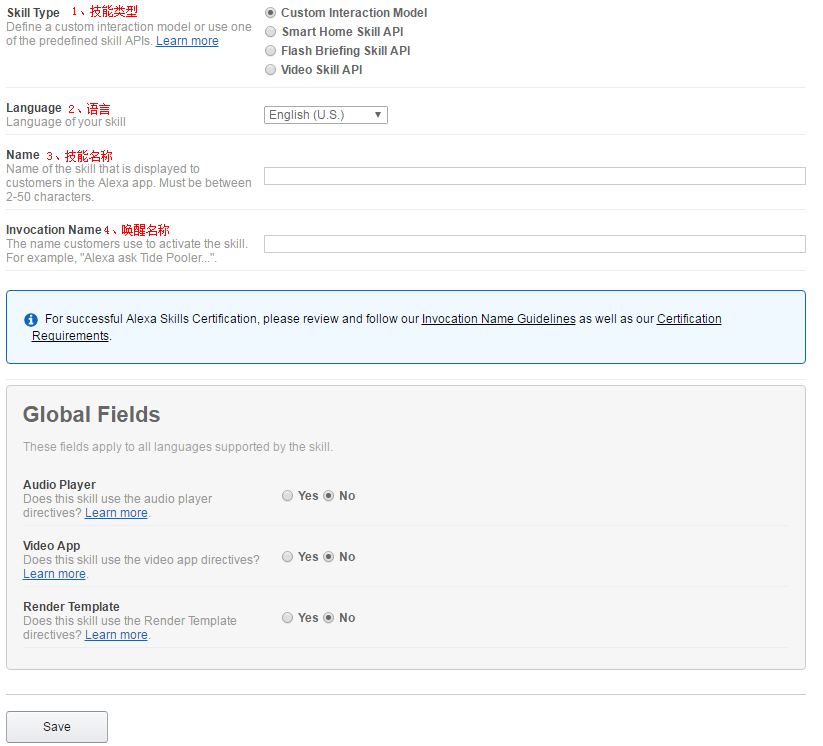 Skill Type 1、技能类型
Define a custom interaction model or use one
of the predefined skill APIs. Learn more
Custom Interaction Model
Smart Home Skill API
Flash Briefing Skill API
Video Skill API
Language 2、语言
Language of your skill
English (U.S.)
Name 3、技能名称
Name of the skill that is displayed to
customers in the Alexa app. Must be between
2-50 characters.
Invocation Name 4、唤醒名称
The name customers use to activate the skill.
For example, "Alexa ask Tide Pooler...".
For successful Alexa Skills Certification, please review and follow our Invocation Name Guidelines as well as our Certification
Requirements.
Global Fields
These fields apply to all languages supported by the skill.
Audio Player
Does this skill use the audio player
directives? Learn more.
Yes No
Video App
Does this skill use the video app directives?
Learn more.
Yes No
Render Template
Does this skill use the Render Template
directives? Learn more.
Yes No
Save